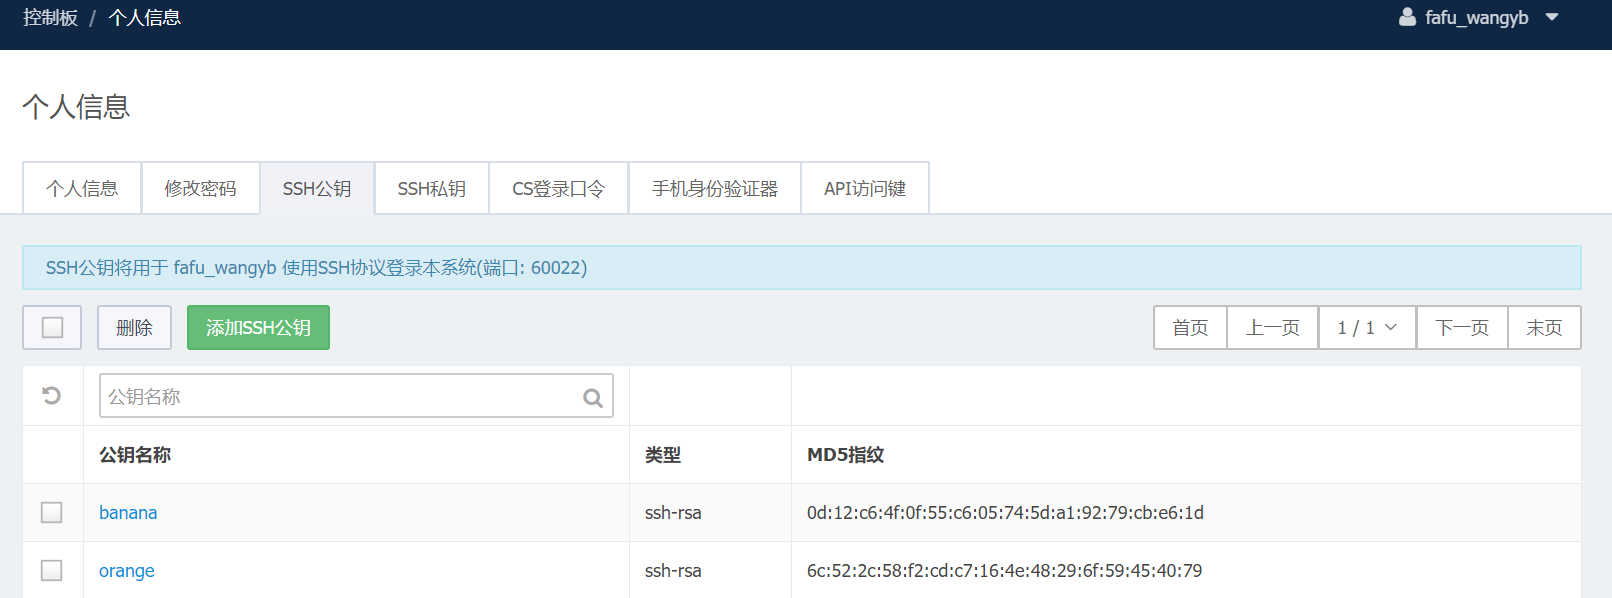 控制板 / 个人信息
fafu_wangyb
个人信息
个人信息 修改密码 SSH公钥 SSH私钥 CS登录口令 手机身份验证器 API访问键
SSH公钥将用于 fafu_wangyb 使用SSH协议登录本系统(端口: 60022)
删除 添加SSH公钥 首页 上一页 1 / 1 下一页 末页
公钥名称
公钥名称 类型 MD5指纹
banana ssh-rsa 0d:12:c6:4f:0f:55:c6:05:74:5d:a1:92:79:cb:e6:1d
orange ssh-rsa 6c:52:2c:58:f2:cd:c7:16:4e:48:29:6f:59:45:40:79